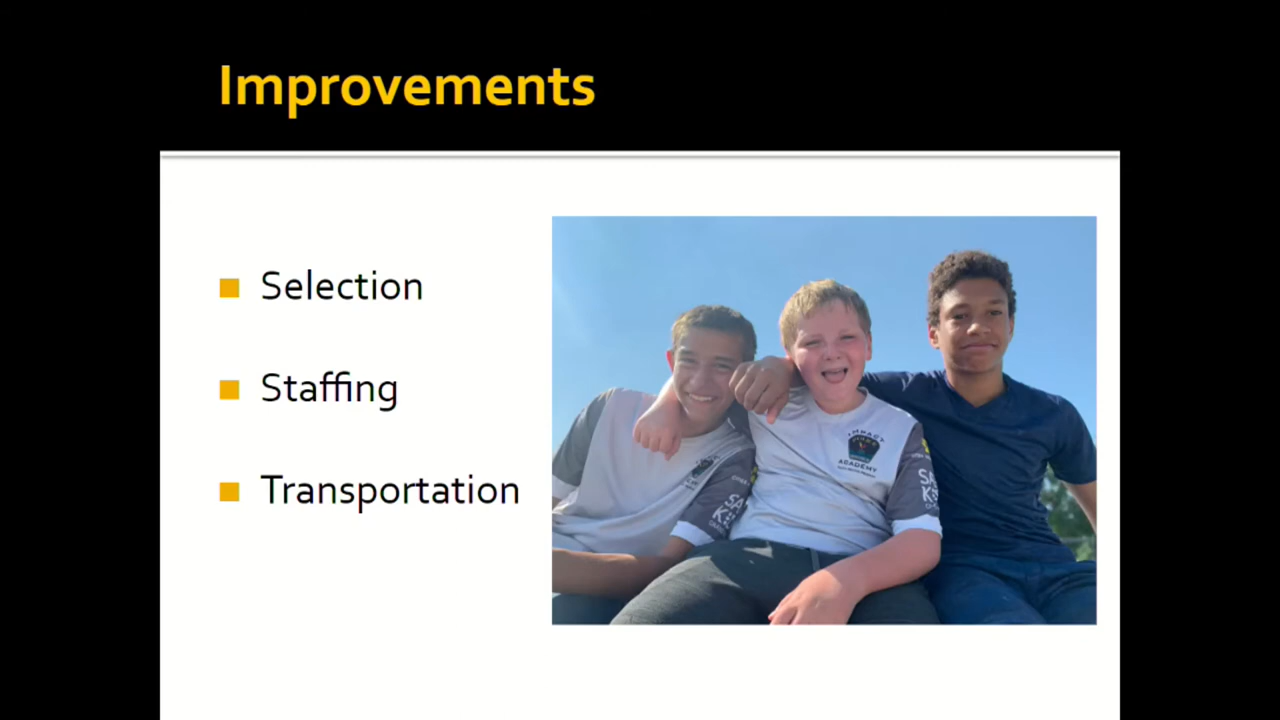 Improvements
Selection
Staffing
Transportation
IMPACT
ACADEMY